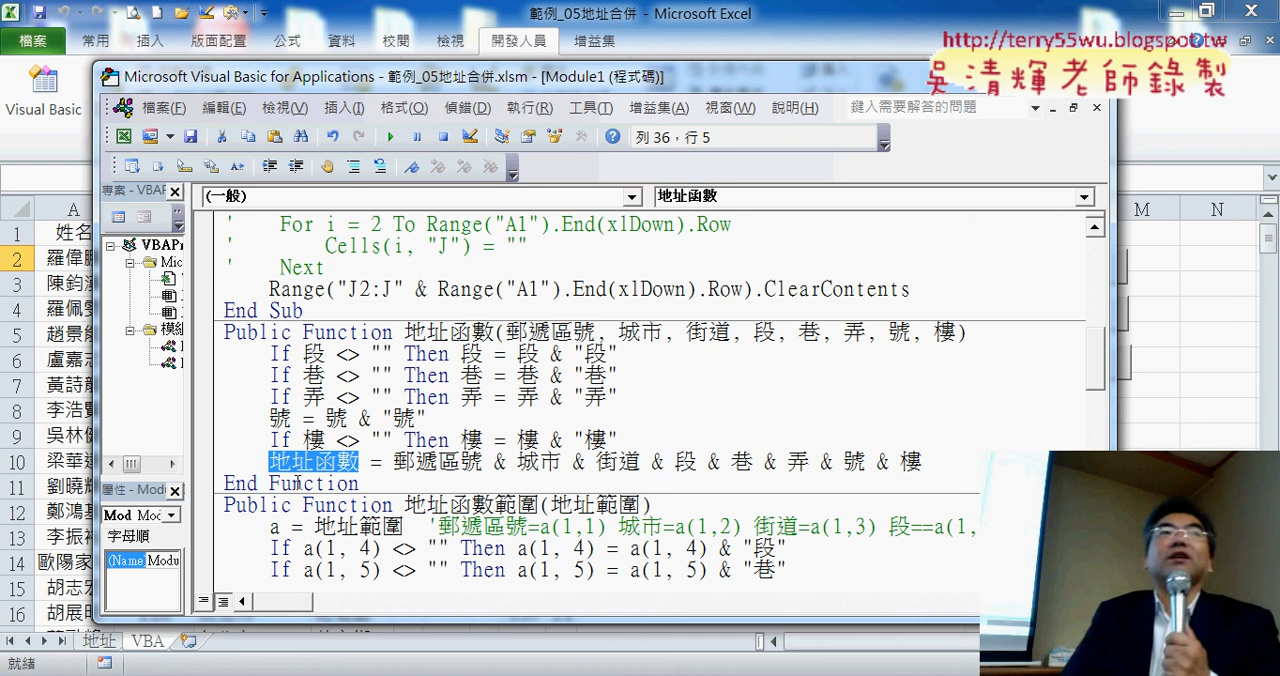 範例_05地址合併 - Microsoft Excel
檔案 常用 插入 版面配置 公式 資料 校閱 檢視 開發人員 增益集
http://terry55wu.blogspot.tw
吳清輝老師錄製
Visual Basic
Microsoft Visual Basic for Applications - 範例_05地址合併.xlsm - [Module1 (程式碼)]
檔案(F) 編輯(E) 檢視(V) 插入(I) 格式(O) 偵錯(D) 執行(R) 工具(T) 增益集(A) 視窗(W) 說明(H) 鍵入需要解答的問題
列 36，行 5
專案 - VBAP
(一般) 地址函數
A M N
1 姓名
2 羅偉
3 陳鈞
4 羅佩雯
5 趙景
6 盧嘉
7 黃詩
8 李浩
9 吳林
10 梁華
11 劉曉
12 鄭鴻
13 李振
14 歐陽家
15 胡志
16 胡展
VBAPr
Mic
模組
屬性 - Modu
Mod Mod
字母順
(Name) Modu
' For i = 2 To Range("A1").End(xlDown).Row
' Cells(i, "J") = ""
' Next
Range("J2:J" & Range("A1").End(xlDown).Row).ClearContents
End Sub
Public Function 地址函數(郵遞區號, 城市, 街道, 段, 巷, 弄, 號, 樓)
If 段 <> "" Then 段 = 段 & "段"
If 巷 <> "" Then 巷 = 巷 & "巷"
If 弄 <> "" Then 弄 = 弄 & "弄"
號 = 號 & "號"
If 樓 <> "" Then 樓 = 樓 & "樓"
地址函數 = 郵遞區號 & 城市 & 街道 & 段 & 巷 & 弄 & 號 & 樓
End Function
Public Function 地址函數範圍(地址範圍)
a = 地址範圍 '郵遞區號=a(1,1) 城市=a(1,2) 街道=a(1,3) 段==a(1,
If a(1, 4) <> "" Then a(1, 4) = a(1, 4) & "段"
If a(1, 5) <> "" Then a(1, 5) = a(1, 5) & "巷"
地址 VBA
就緒